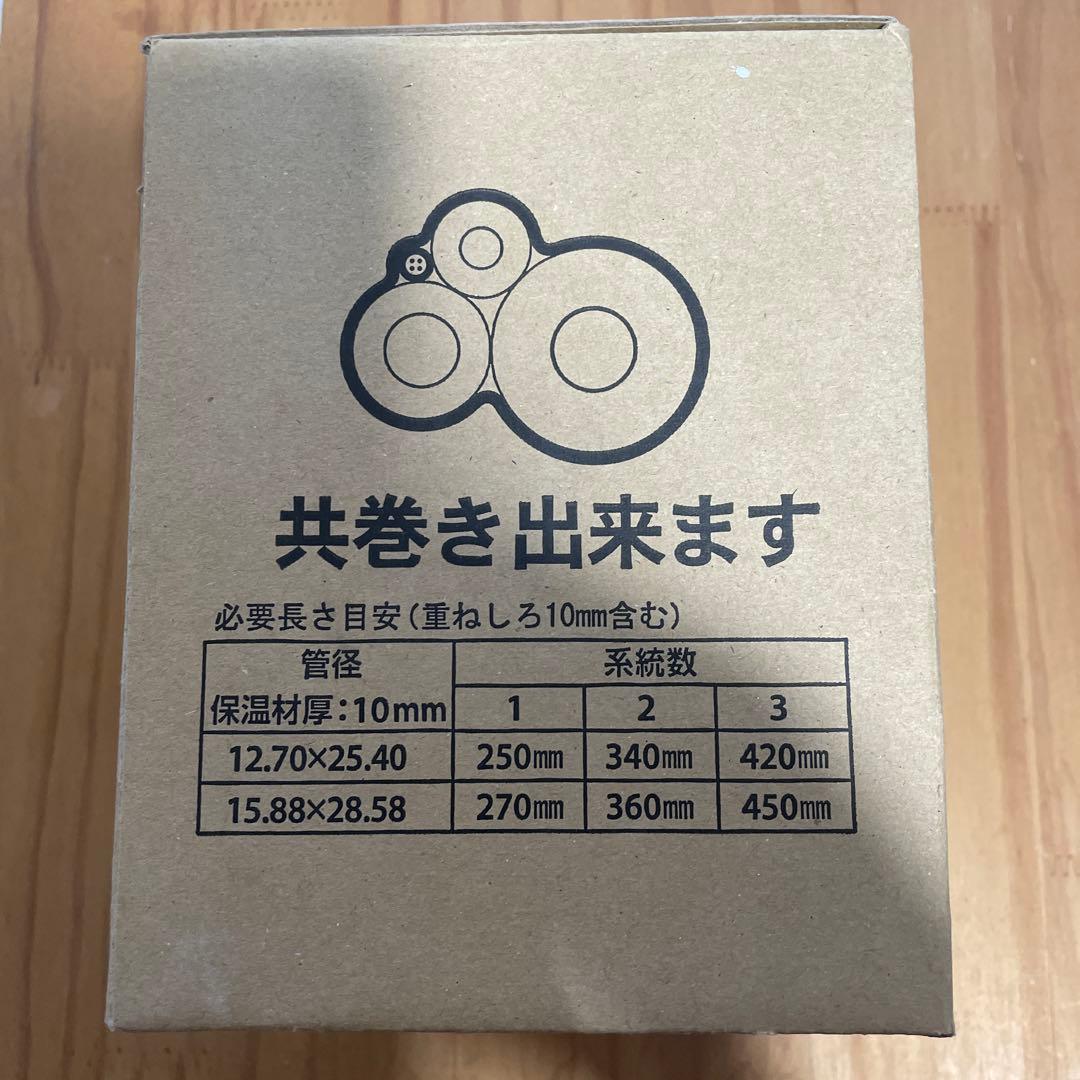 共巻き出来ます
必要長さ目安(重ねしろ10mm含む)
管径 系統数
保温材厚:10mm 1 2 3
12.70×25.40 250mm 340mm 420mm
15.88×28.58 270mm 360mm 450mm